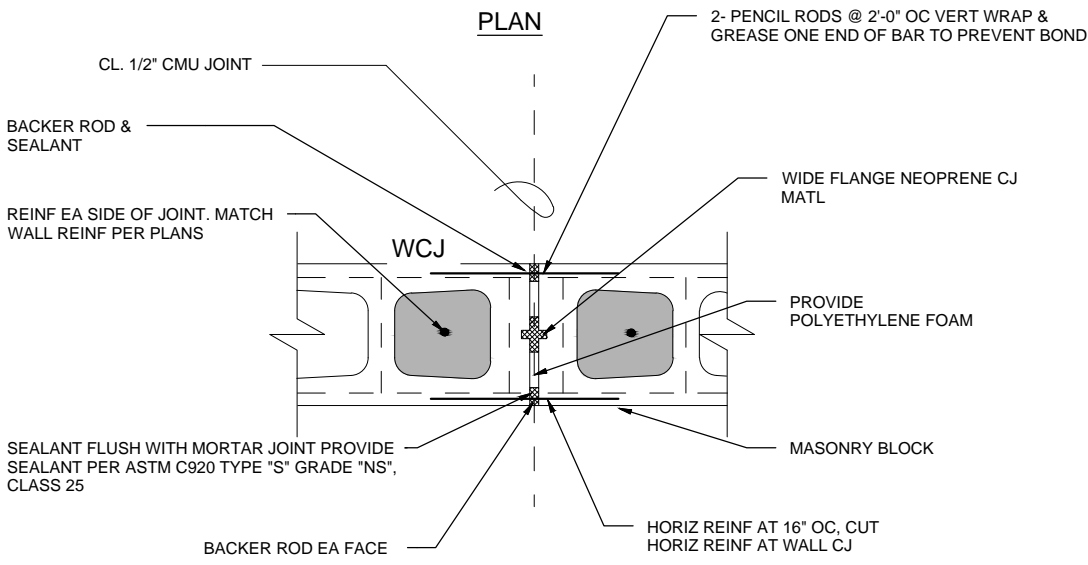 PLAN
2- PENCIL RODS @ 2'-0" OC VERT WRAP &
GREASE ONE END OF BAR TO PREVENT BOND
CL. 1/2" CMU JOINT
BACKER ROD &
SEALANT
WIDE FLANGE NEOPRENE CJ
MATL
REINF EA SIDE OF JOINT. MATCH
WALL REINF PER PLANS
WCJ
PROVIDE
POLYETHYLENE FOAM
SEALANT FLUSH WITH MORTAR JOINT PROVIDE
SEALANT PER ASTM C920 TYPE "S" GRADE "NS",
CLASS 25
MASONRY BLOCK
HORIZ REINF AT 16" OC, CUT
HORIZ REINF AT WALL CJ
BACKER ROD EA FACE